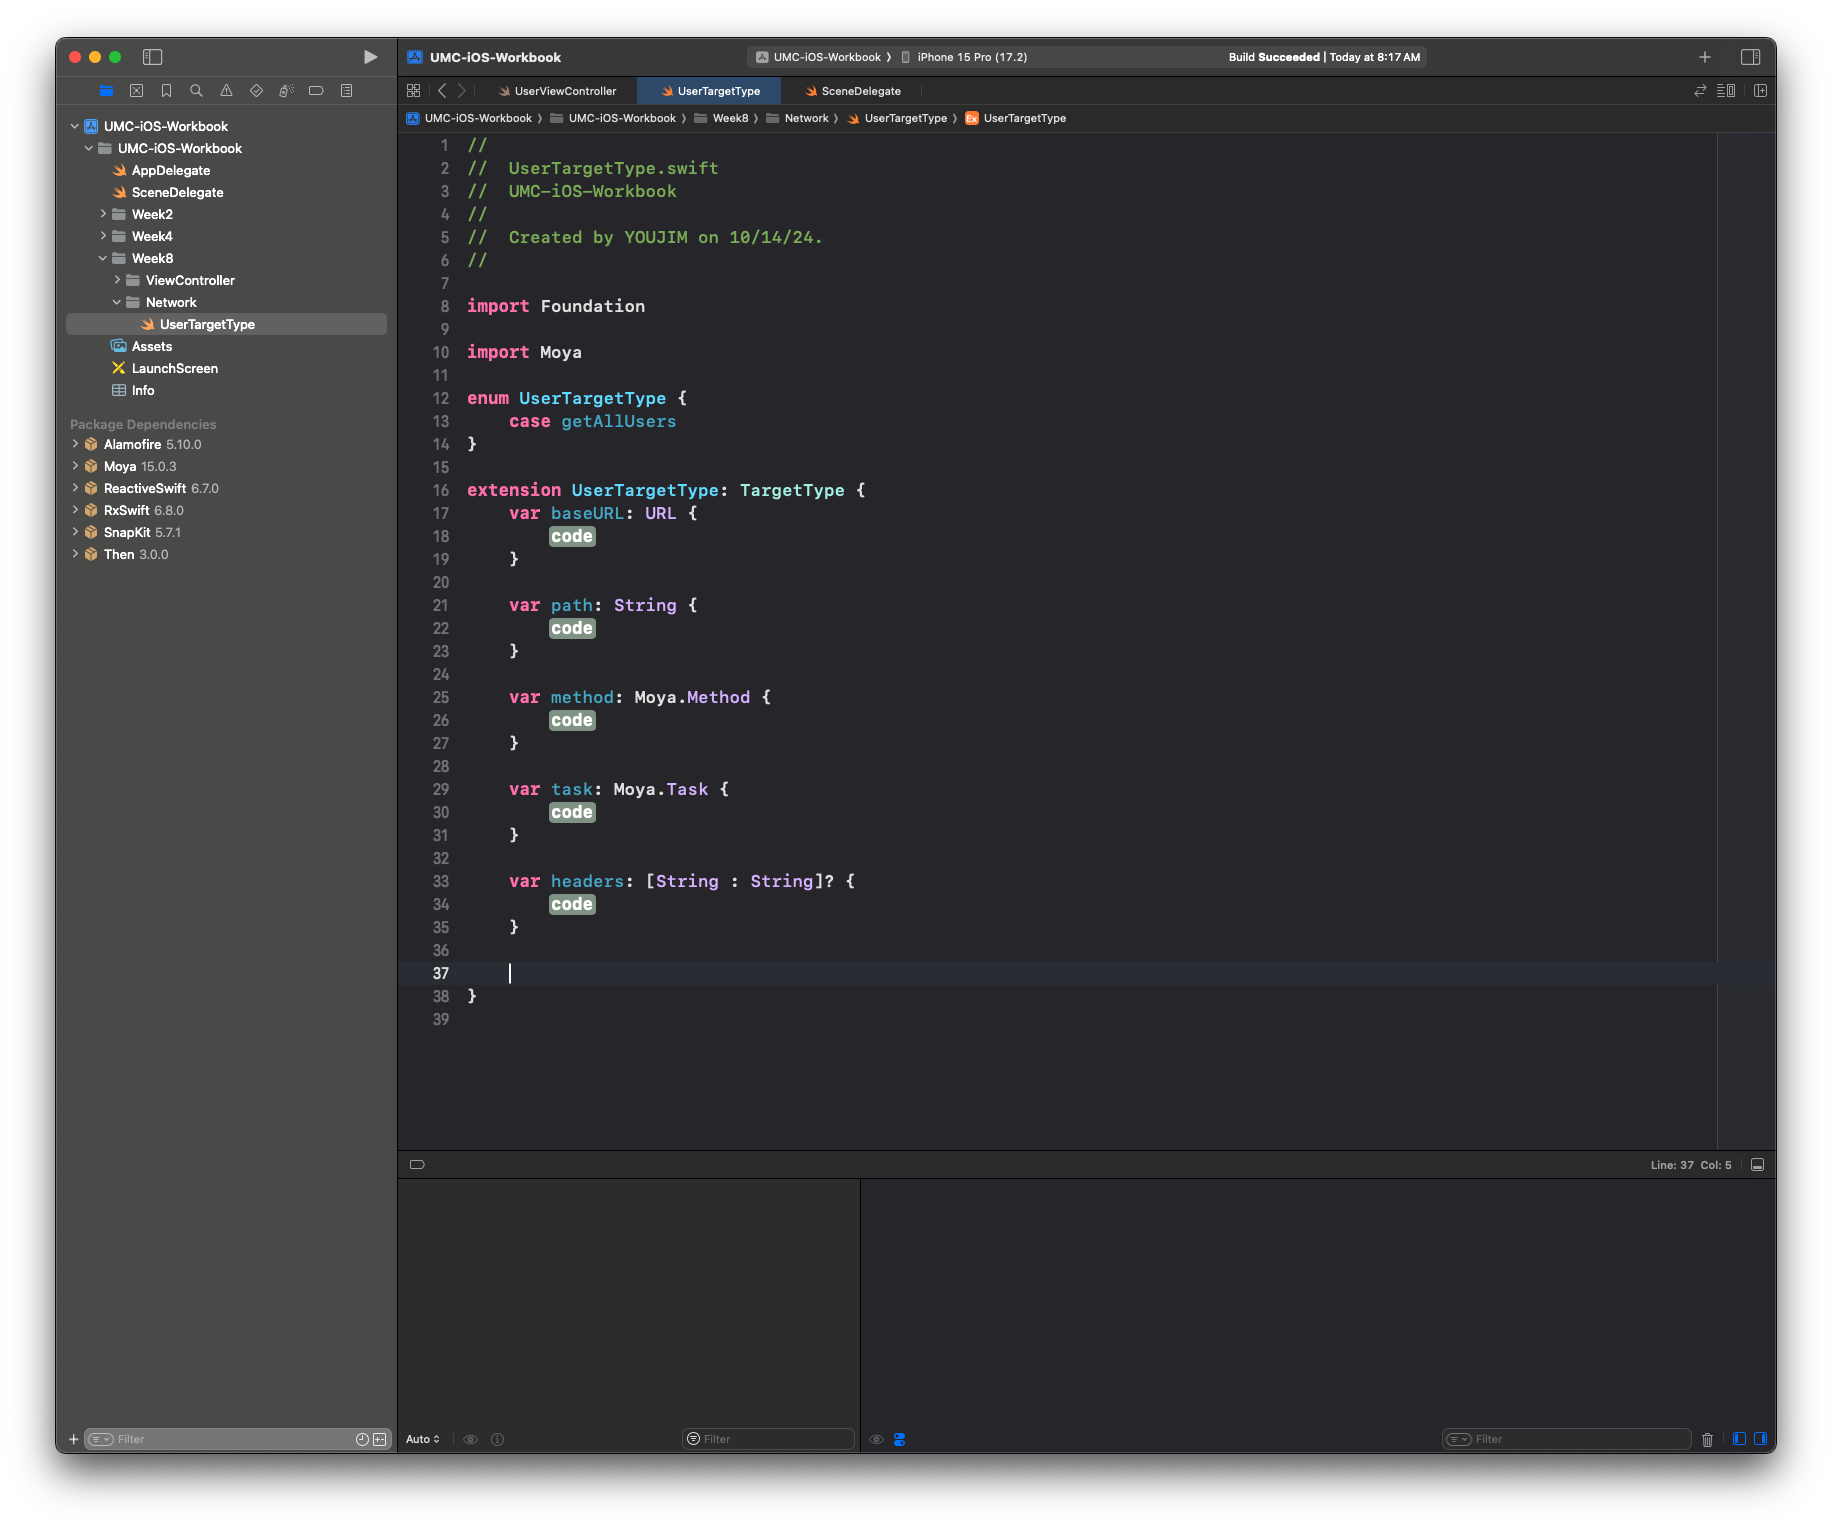 UMC-iOS-Workbook
UMC-iOS-Workbook
AppDelegate
SceneDelegate
Week2
Week4
Week8
ViewController
Network
UserTargetType
Assets
LaunchScreen
Info
Package Dependencies
Alamofire 5.10.0
Moya 15.0.3
ReactiveSwift 6.7.0
RxSwift 6.8.0
SnapKit 5.7.1
Then 3.0.0
Filter
UMC-iOS-Workbook
UMC-iOS-Workbook 〉 iPhone 15 Pro (17.2)
Build Succeeded | Today at 8:17 AM
UserViewController
UserTargetType
SceneDelegate
UMC-iOS-Workbook 〉 UMC-iOS-Workbook 〉 Week8 〉 Network 〉 UserTargetType 〉 Ex UserTargetType
1 //
2 //  UserTargetType.swift
3 //  UMC-iOS-Workbook
4 //
5 //  Created by YOUJIM on 10/14/24.
6 //
7
8 import Foundation
9
10 import Moya
11
12 enum UserTargetType {
13     case getAllUsers
14 }
15
16 extension UserTargetType: TargetType {
17     var baseURL: URL {
18         code
19     }
20
21     var path: String {
22         code
23     }
24
25     var method: Moya.Method {
26         code
27     }
28
29     var task: Moya.Task {
30         code
31     }
32
33     var headers: [String : String]? {
34         code
35     }
36
37
38 }
39
Line: 37 Col: 5
Auto
Filter
Filter